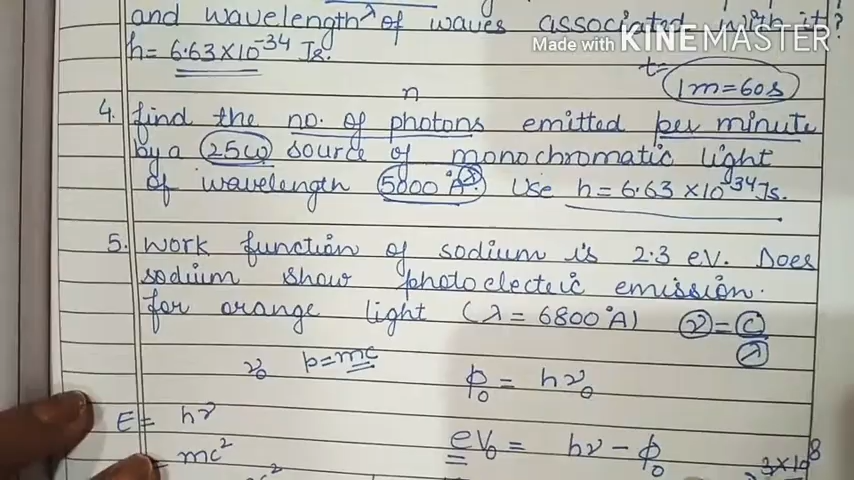 and wavelength λ of waves associated with it?
h= 6.63×10⁻³⁴ Js.
Made with KINEMASTER
t=
1m=60s
n
4. find the no. of photons emitted per minute
by a 25W source of monochromatic light
of wavelength 5000°A (λ). Use h=6.63×10⁻³⁴Js.
5. Work function of sodium is 2.3 eV. Does
sodium show photoelectric emission.
for orange light (λ= 6800°A) ν = c/λ
ν₀ p=mc
ϕ₀ = hν₀
E= hν
= mc²
eV₀ = hν-ϕ₀
3×10⁸